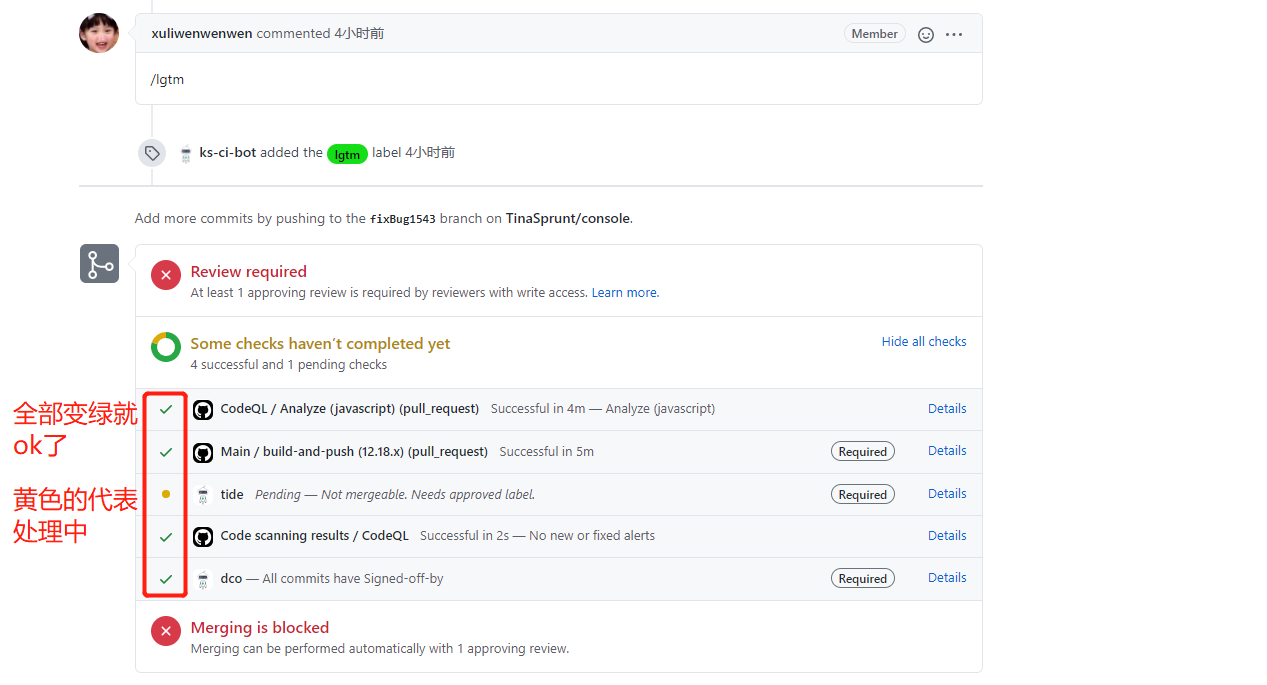 xuliwenwenwen commented 4小时前 Member
/lgtm
ks-ci-bot added the lgtm label 4小时前
Add more commits by pushing to the fixBug1543 branch on TinaSprunt/console.
Review required
At least 1 approving review is required by reviewers with write access. Learn more.
Some checks haven't completed yet Hide all checks
4 successful and 1 pending checks
全部变绿就
ok了
黄色的代表
处理中
CodeQL / Analyze (javascript) (pull_request) Successful in 4m — Analyze (javascript) Details
Main / build-and-push (12.18.x) (pull_request) Successful in 5m Required Details
tide Pending — Not mergeable. Needs approved label. Required Details
Code scanning results / CodeQL Successful in 2s — No new or fixed alerts Details
dco — All commits have Signed-off-by Required Details
Merging is blocked
Merging can be performed automatically with 1 approving review.